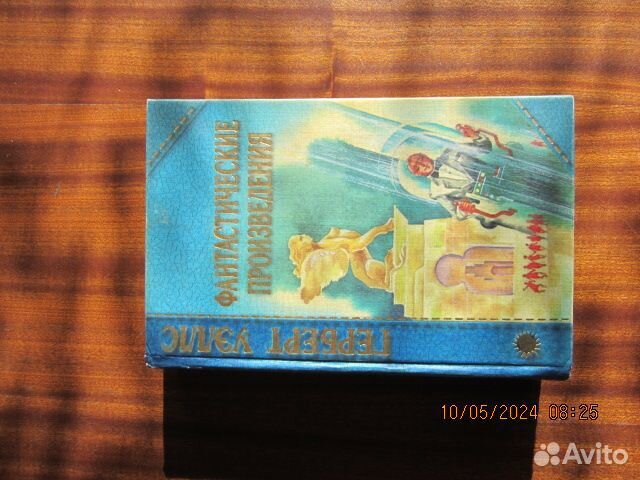 ФАНТАСТИЧЕСКИЕ
ПРОИЗВЕДЕНИЯ
ГЕРБЕРТ УЭЛЛС
10/05/2024 08:25
Avito